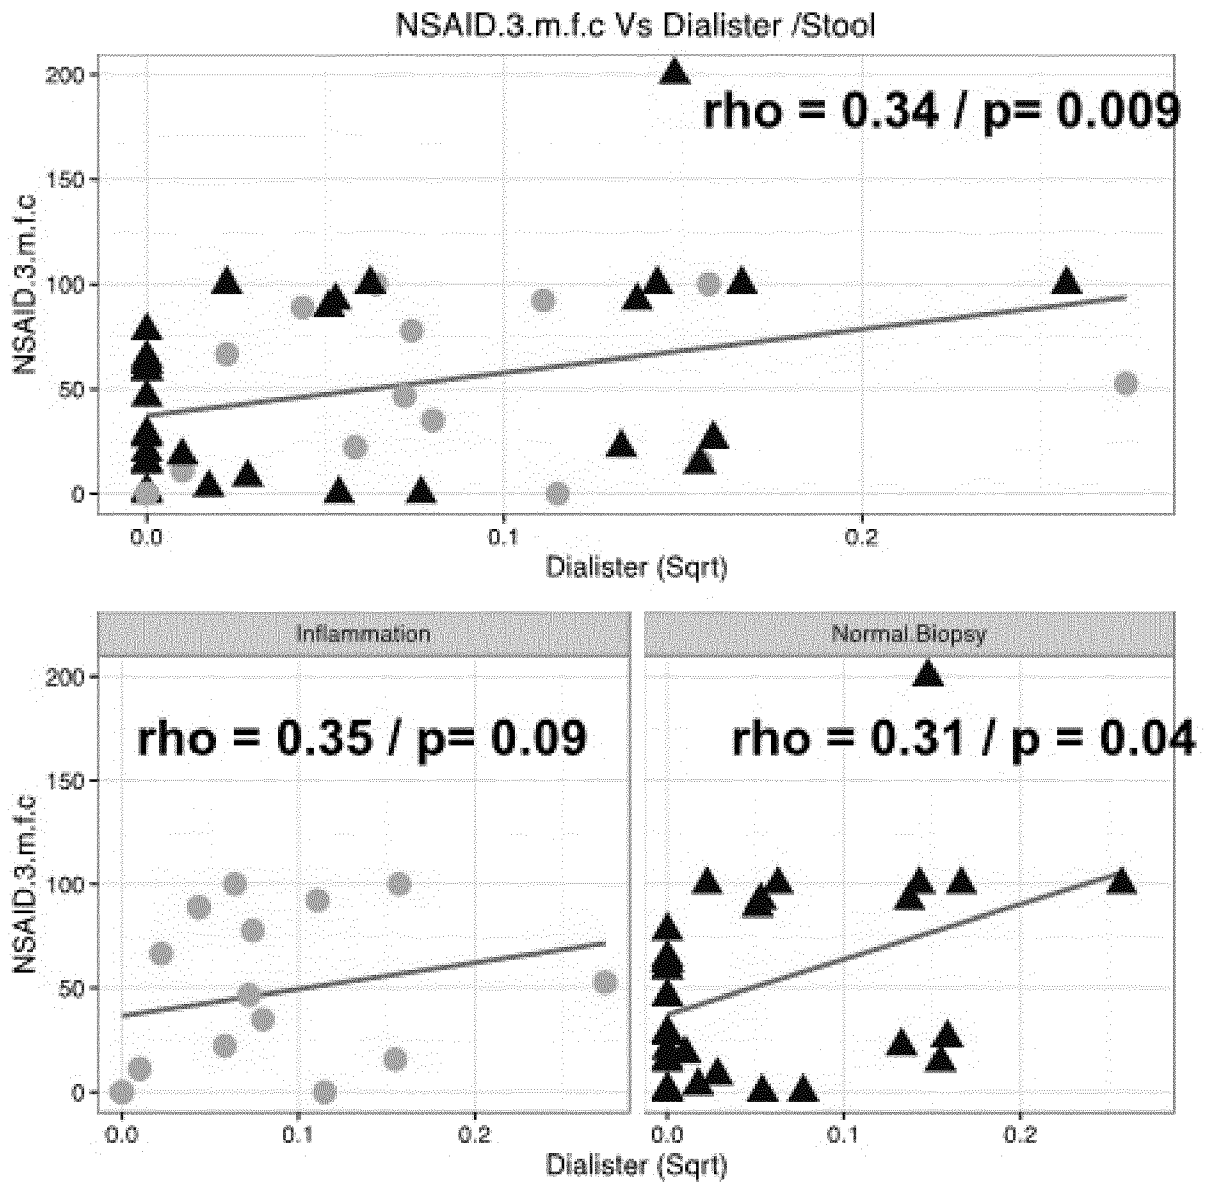 NSAID.3.m.f.c Vs Dialister /Stool
200
rho = 0.34 / p= 0.009
150
100
50
0
NSAID.3.m.f.c
0.0 0.1 0.2
Dialister (Sqrt)
Inflammation
Normal.Biopsy
200
rho = 0.35 / p= 0.09
rho = 0.31 / p = 0.04
150
100
50
0
NSAID.3.m.f.c
0.0 0.1 0.2
0.0 0.1 0.2
Dialister (Sqrt)